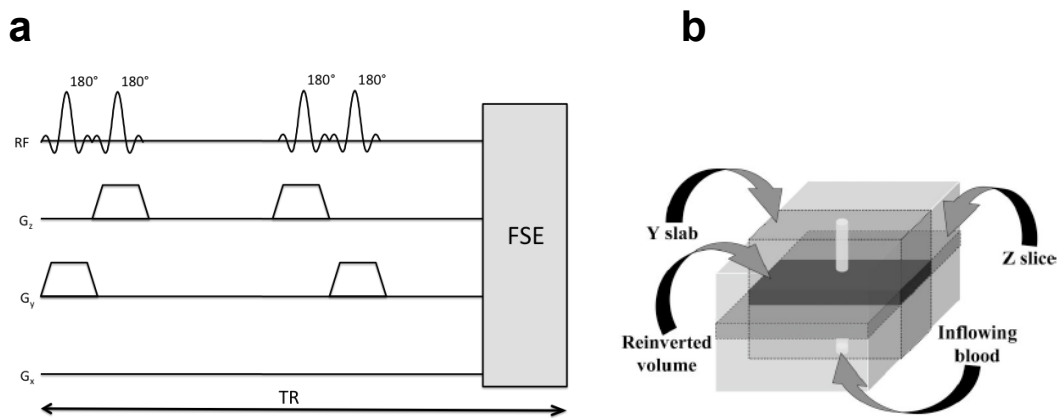 a
b
180° 180° 180° 180°
RF
G_z
G_y
G_x
FSE
TR
Y slab
Z slice
Reinverted
volume
Inflowing
blood